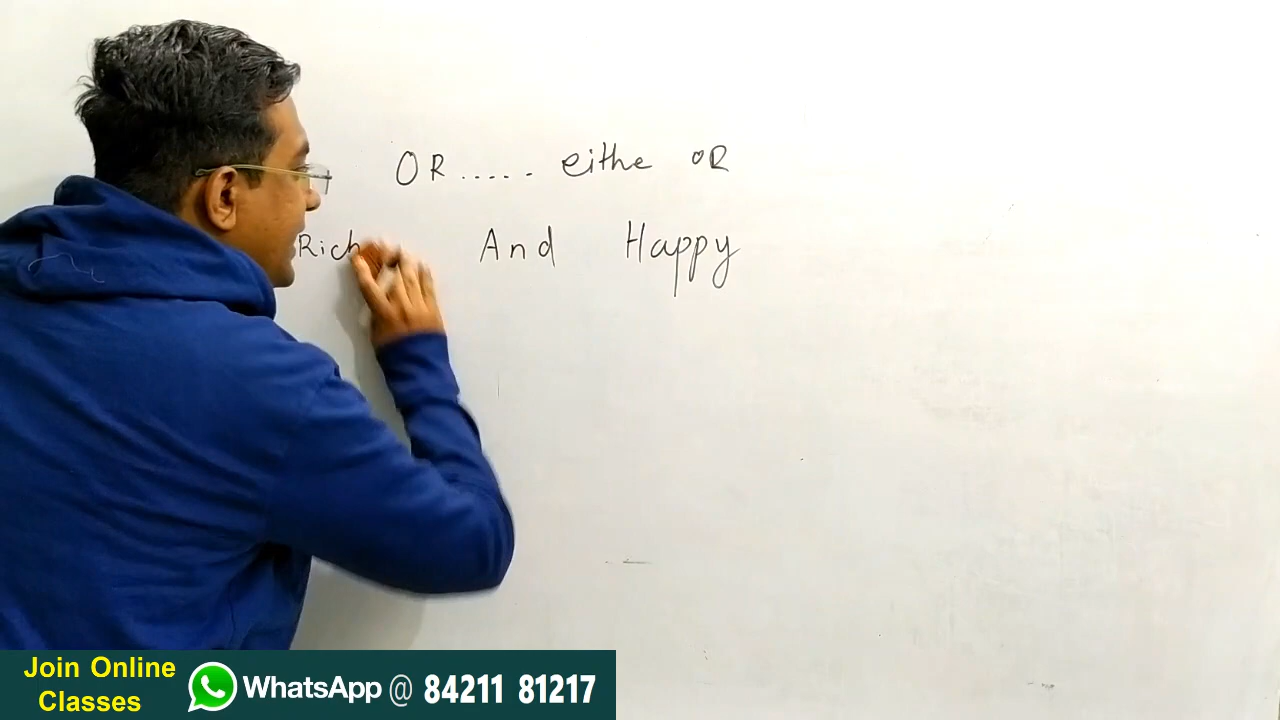 OR..... eithe OR
Rich And Happy
Join Online
Classes
WhatsApp @ 84211 81217